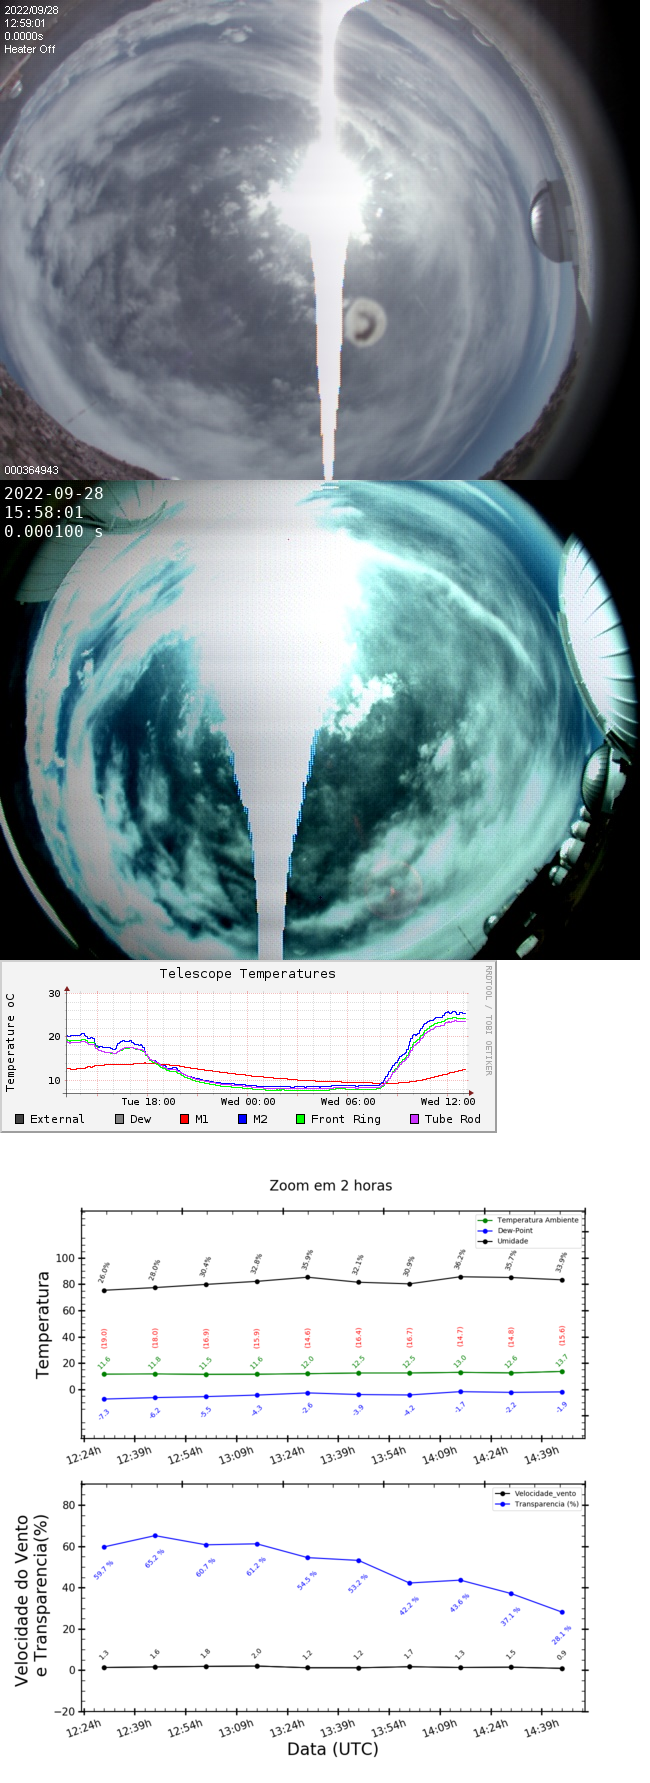 2022/09/28
12:59:01
0.0000s
Heater Off
000364943
2022-09-28
15:58:01
0.000100 s
Telescope Temperatures
RRDTOOL / TOBI OETIKER
Temperature oC
30
20
10
Tue 18:00 Wed 00:00 Wed 06:00 Wed 12:00
External Dew M1 M2 Front Ring Tube Rod
Zoom em 2 horas
Temperatura Ambiente
Dew-Point
Umidade
Temperatura
100
80
60
40
20
0
26.0% 28.0% 30.4% 32.8% 35.9% 32.1% 30.9% 36.2% 35.7% 33.9%
(19.0) (18.0) (16.9) (15.9) (14.6) (16.4) (16.7) (14.7) (14.8) (15.6)
11.6 11.8 11.5 11.6 12.0 12.5 12.5 13.0 12.6 13.7
-7.3 -6.2 -5.5 -4.3 -2.6 -3.9 -4.2 -1.7 -2.2 -1.9
12:24h 12:39h 12:54h 13:09h 13:24h 13:39h 13:54h 14:09h 14:24h 14:39h
Velocidade_vento
Transparencia (%)
Velocidade do Vento
e Transparencia(%)
80
60
40
20
0
−20
59.7 % 65.2 % 60.7 % 61.2 % 54.5 % 53.2 % 42.2 % 43.6 % 37.1 % 28.1 %
1.3 1.6 1.8 2.0 1.2 1.2 1.7 1.3 1.5 0.9
12:24h 12:39h 12:54h 13:09h 13:24h 13:39h 13:54h 14:09h 14:24h 14:39h
Data (UTC)